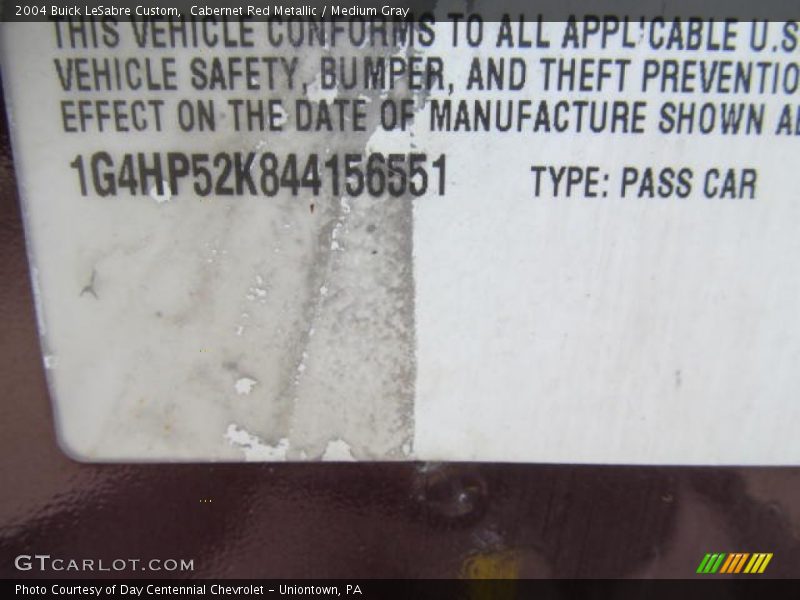 2004 Buick LeSabre Custom, Cabernet Red Metallic / Medium Gray
THIS VEHICLE CONFORMS TO ALL APPLICABLE U.S
VEHICLE SAFETY, BUMPER, AND THEFT PREVENTIO
EFFECT ON THE DATE OF MANUFACTURE SHOWN A
1G4HP52K844156551 TYPE: PASS CAR
GTCARLOT.COM
Photo Courtesy of Day Centennial Chevrolet - Uniontown, PA